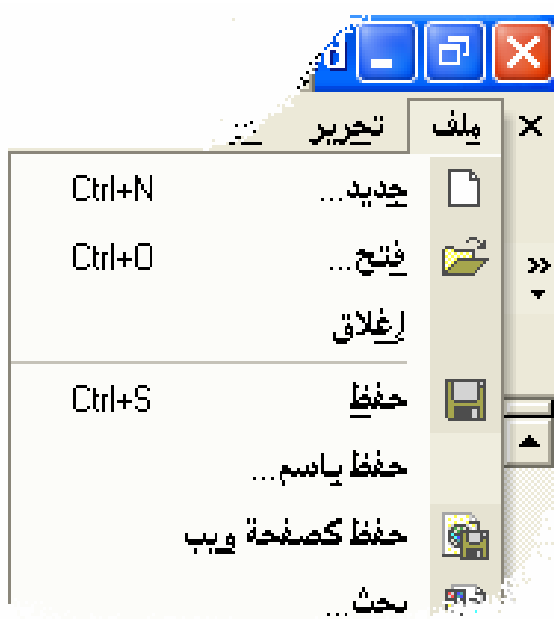 d
ملف تحرير
جديد... Ctrl+N
فتح... Ctrl+O
إغلاق
حفظ Ctrl+S
حفظ باسم...
حفظ كصفحة ويب
بحث...